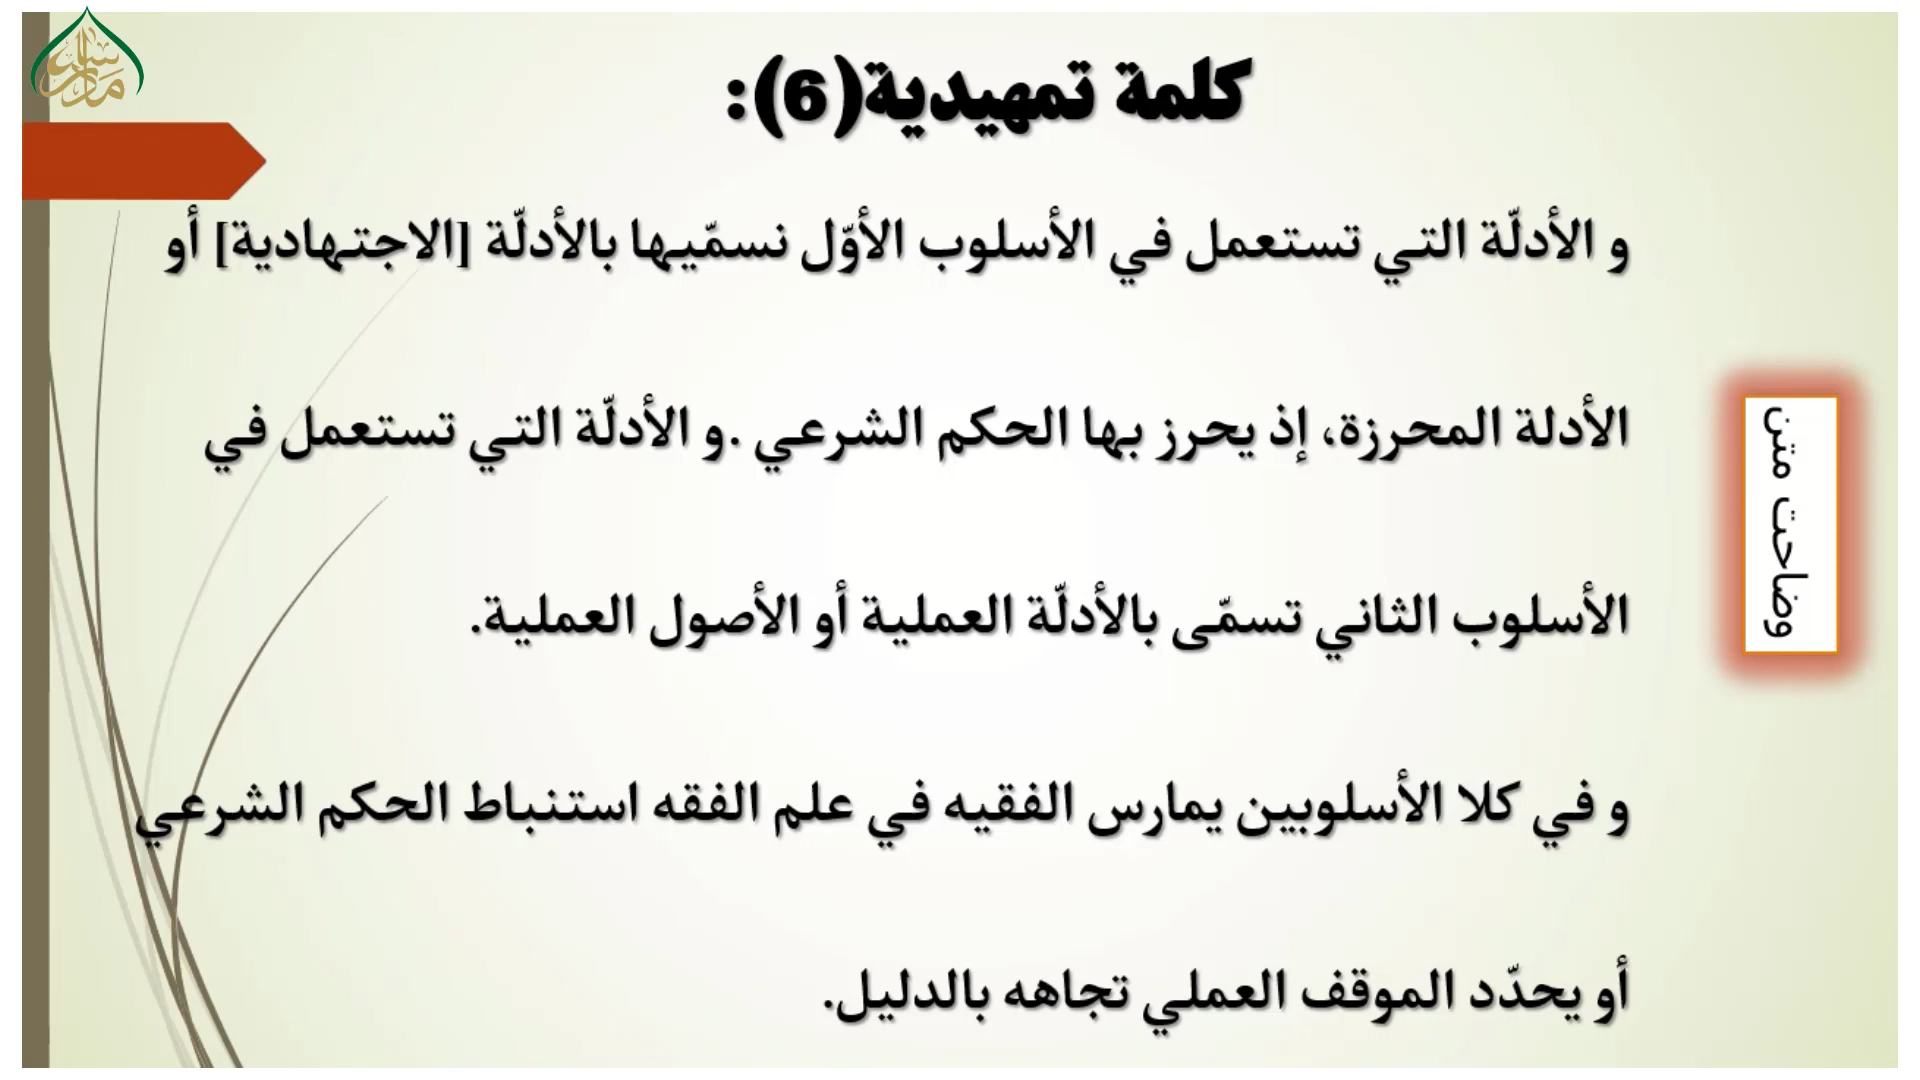 كلمة تمهيدية(6):
و الأدلّة التي تستعمل في الأسلوب الأوّل نسمّيها بالأدلّة [الاجتهادية] أو
الأدلة المحرزة، إذ يحرز بها الحكم الشرعي .و الأدلّة التي تستعمل في
الأسلوب الثاني تسمّى بالأدلّة العملية أو الأصول العملية.
و في كلا الأسلوبين يمارس الفقيه في علم الفقه استنباط الحكم الشرعي
أو يحدّد الموقف العملي تجاهه بالدليل.
وضاحت متن